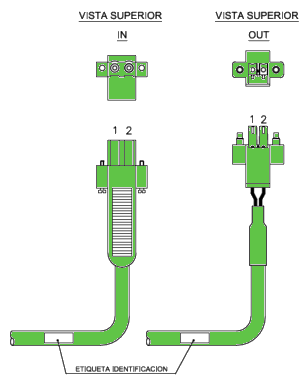 VISTA SUPERIOR
IN
VISTA SUPERIOR
OUT
1 2
1 2
ETIQUETA IDENTIFICACION